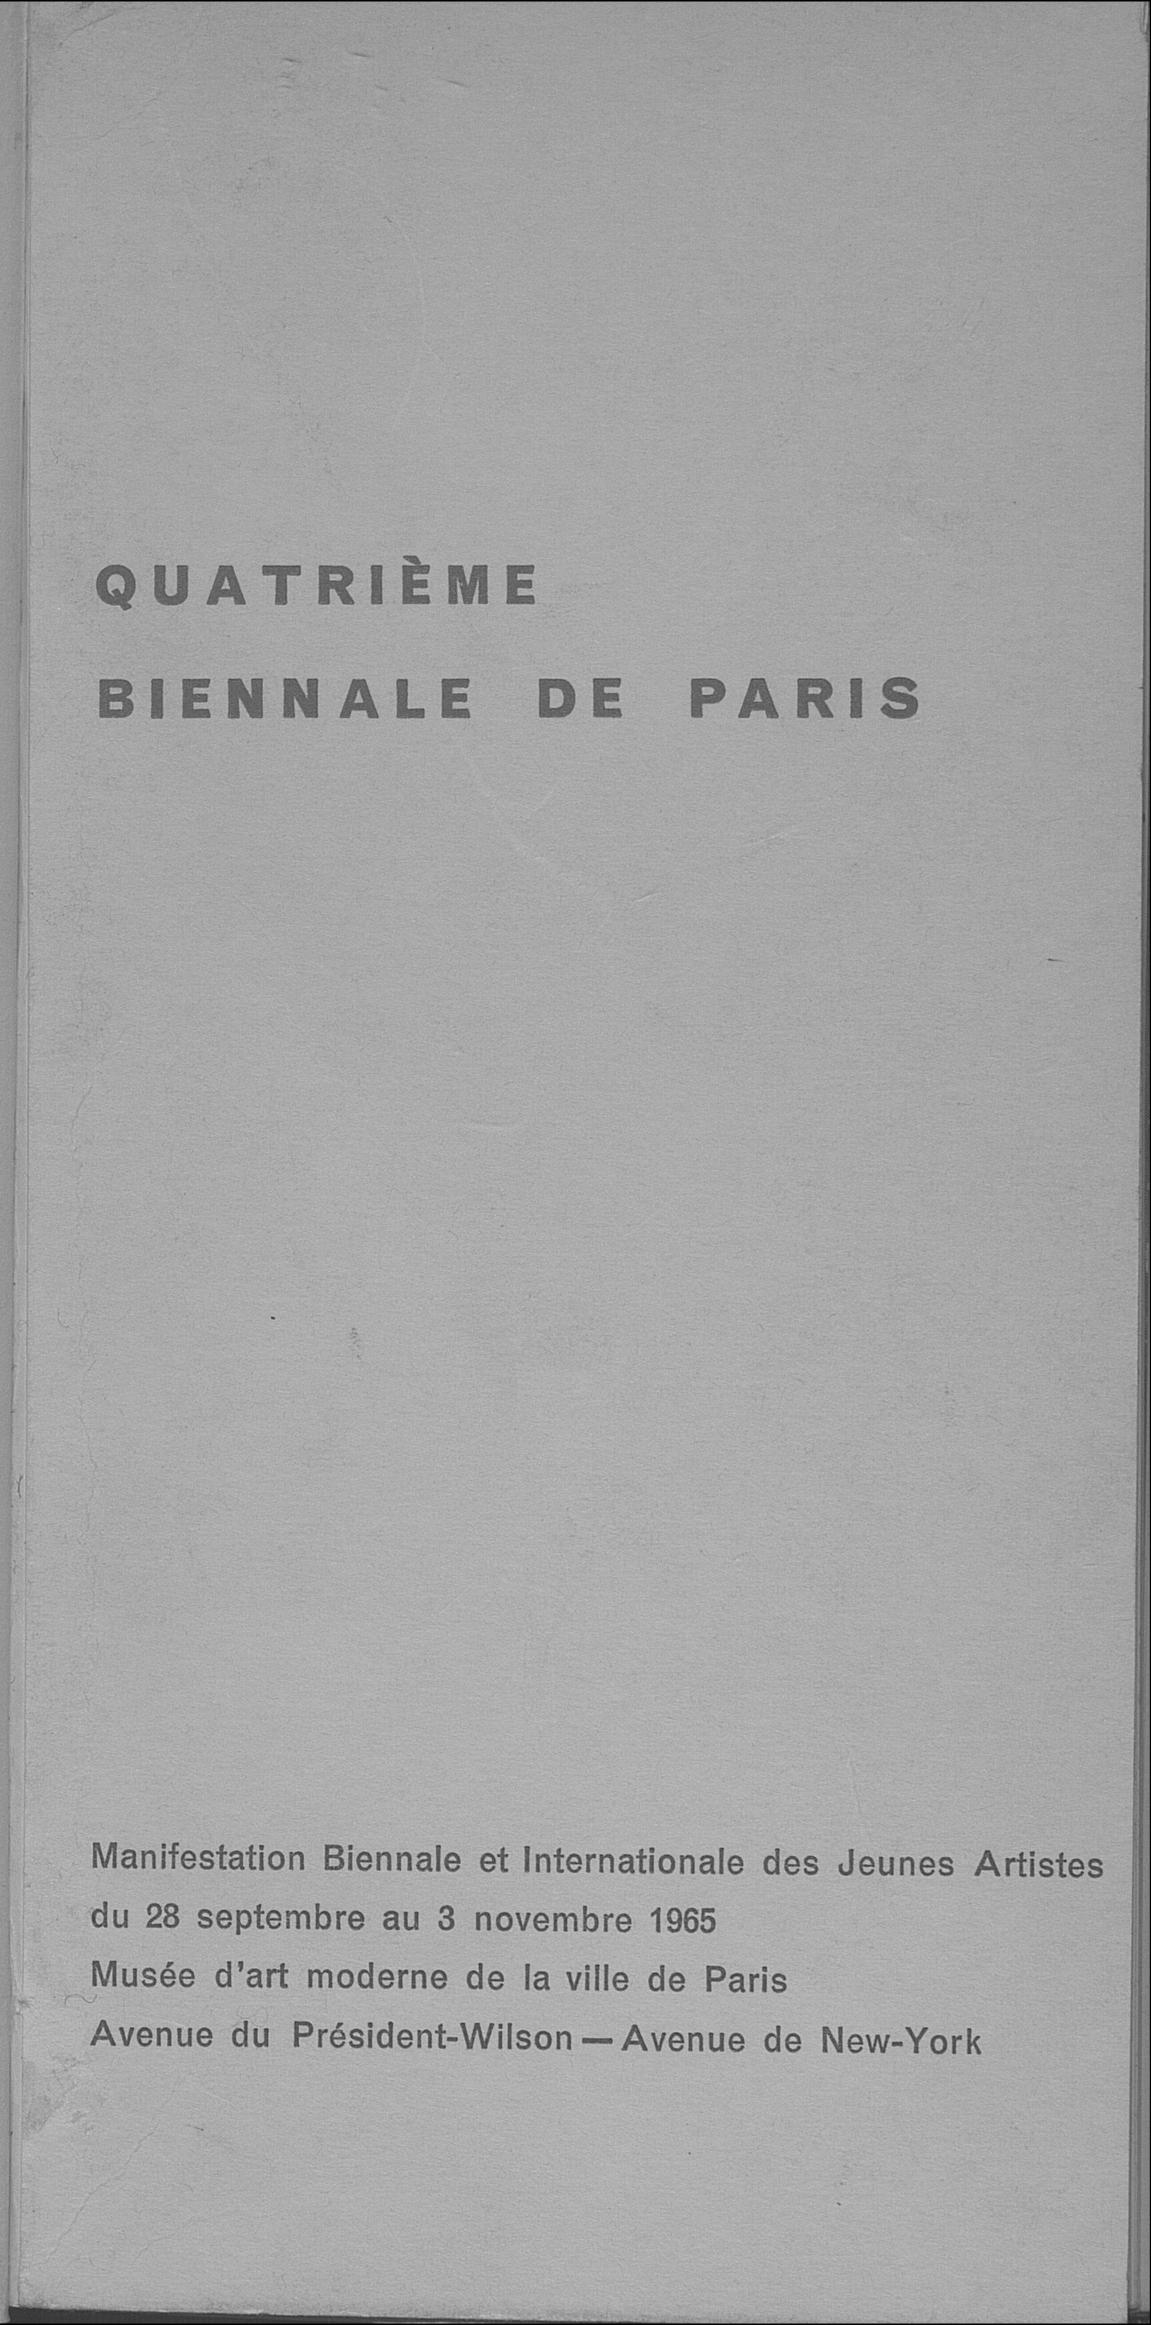 QUATRIÈME
BIENNALE DE PARIS
Manifestation Biennale et Internationale des Jeunes Artistes
du 28 septembre au 3 novembre 1965
Musée d'art moderne de la ville de Paris
Avenue du Président-Wilson — Avenue de New-York